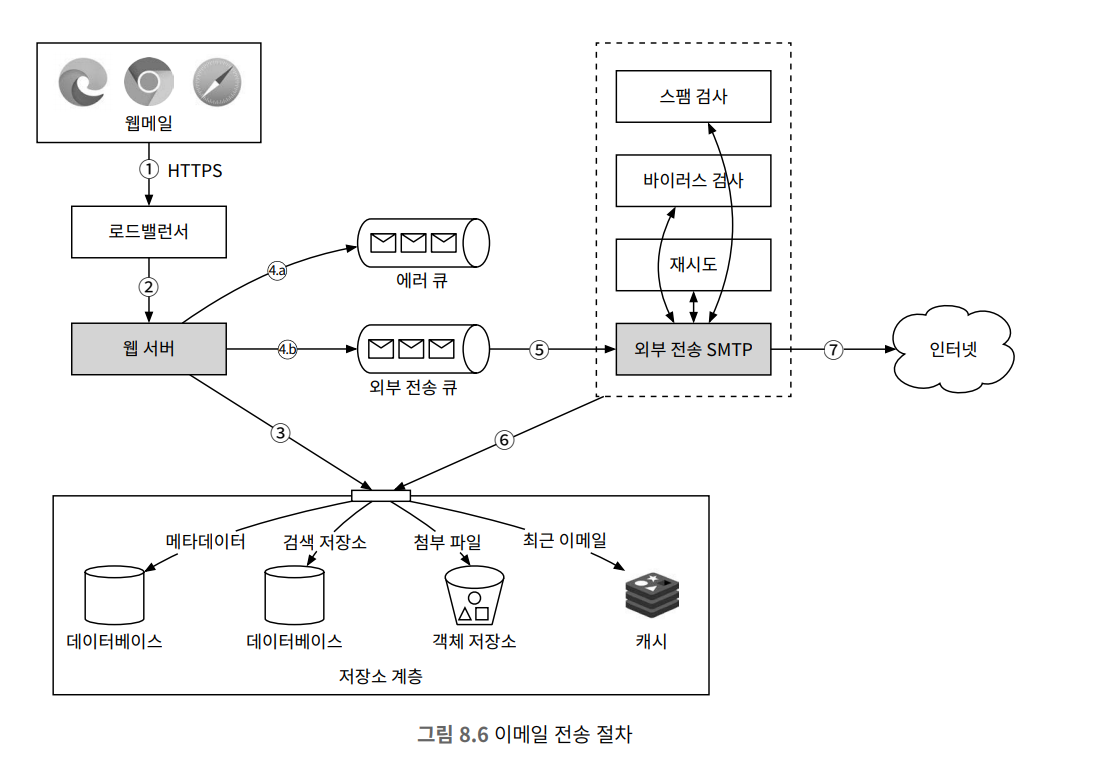 웹메일
① HTTPS
로드밸런서
②
웹 서버
4.a
에러 큐
4.b
외부 전송 큐
⑤
스팸 검사
바이러스 검사
재시도
외부 전송 SMTP
⑦
인터넷
③
⑥
메타데이터
검색 저장소
첨부 파일
최근 이메일
데이터베이스
데이터베이스
객체 저장소
캐시
저장소 계층
그림 8.6 이메일 전송 절차